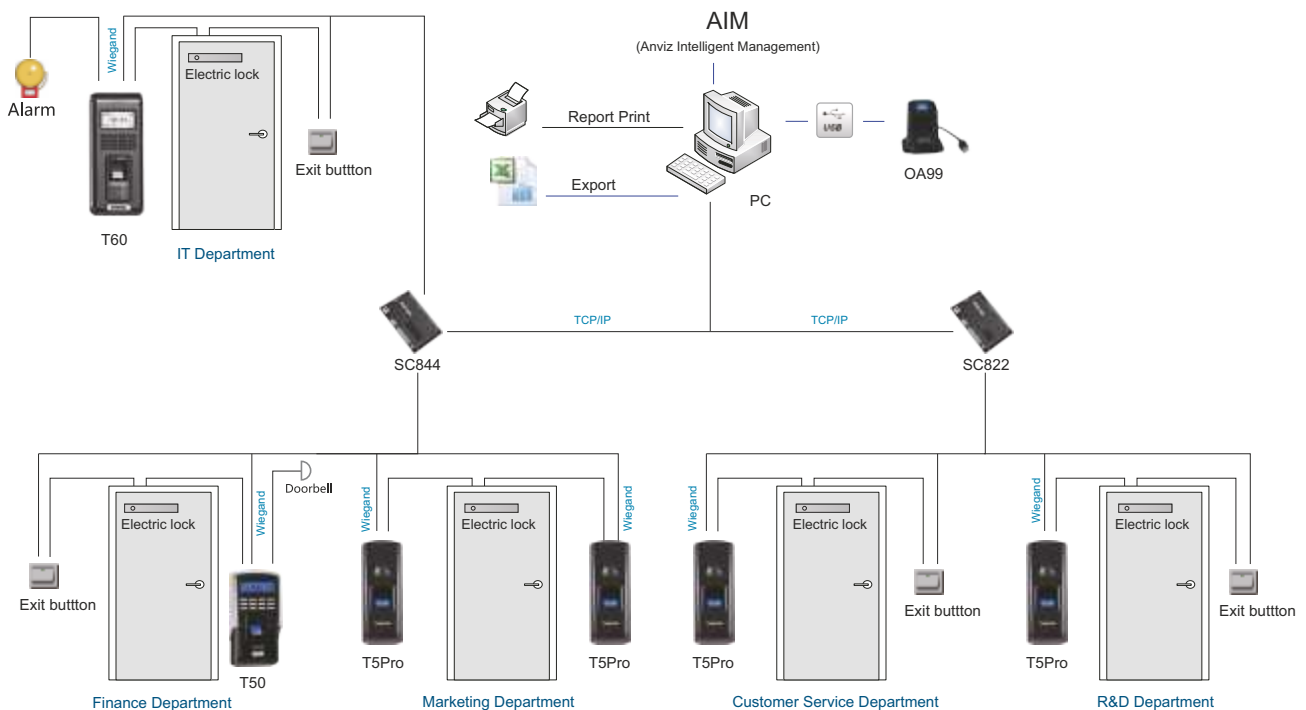 AIM
(Anviz Intelligent Management)
Wiegand
Electric lock
Alarm
Report Print
USB
Exit buttton
Export
OA99
PC
T60
IT Department
TCP/IP
TCP/IP
SC844
SC822
Doorbell
Wiegand
Wiegand
Wiegand
Wiegand
Wiegand
Electric lock
Electric lock
Electric lock
Electric lock
Exit buttton
Exit buttton
Exit buttton
T50
T5Pro
T5Pro
T5Pro
T5Pro
Finance Department
Marketing Department
Customer Service Department
R&D Department